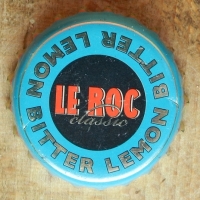 LE ROC
classic
BITTER LEMON BITTER LEMON